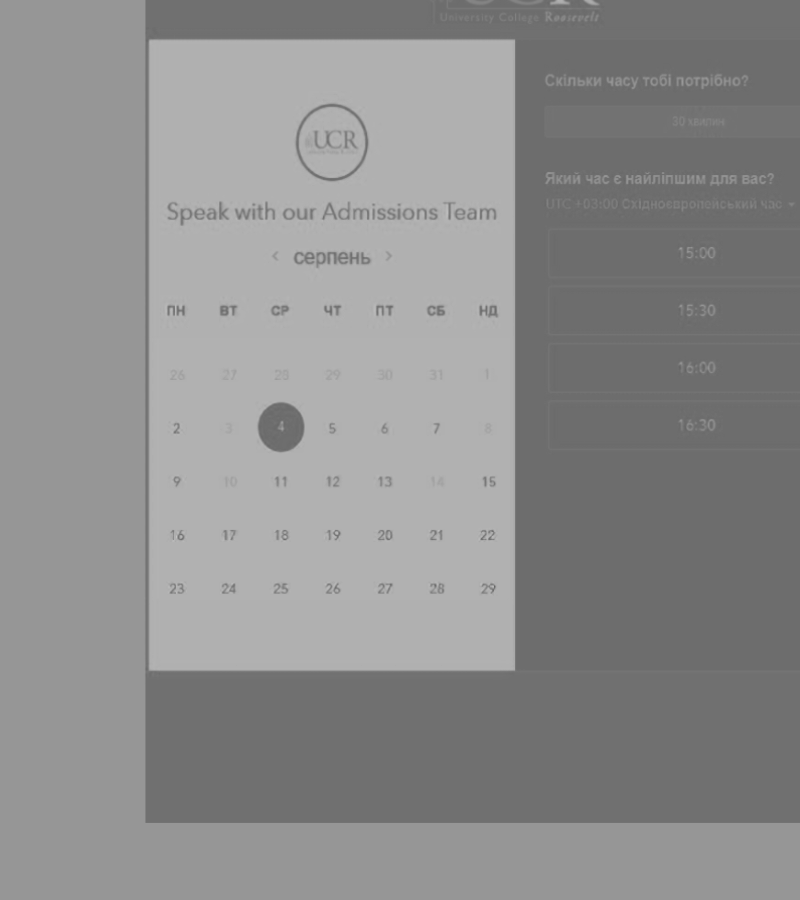 UCR
University College Roosevelt
UCR
Speak with our Admissions Team
‹ серпень ›
ПН ВТ СР ЧТ ПТ СБ НД
26 27 28 29 30 31 1
2 3 4 5 6 7 8
9 10 11 12 13 14 15
16 17 18 19 20 21 22
23 24 25 26 27 28 29
Скільки часу тобі потрібно?
30 хвилин
Який час є найліпшим для вас?
UTC +03:00 Східноєвропейський час
15:00
15:30
16:00
16:30